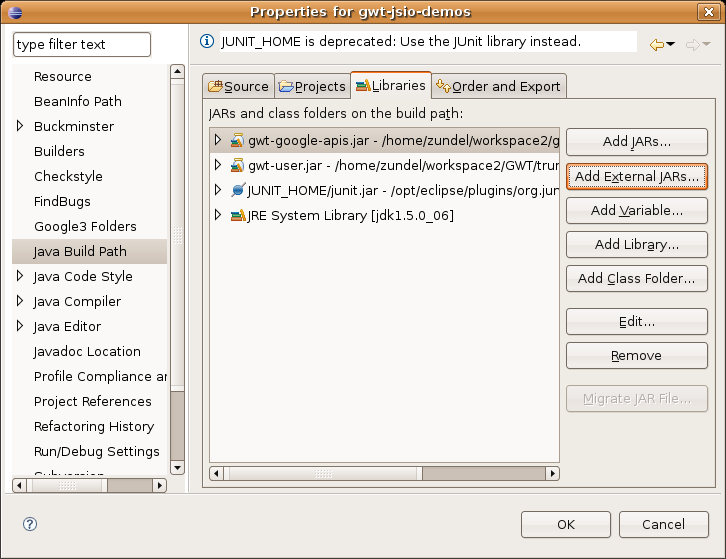 Properties for gwt-jsio-demos
type filter text
Resource
BeanInfo Path
Buckminster
Builders
Checkstyle
FindBugs
Google3 Folders
Java Build Path
Java Code Style
Java Compiler
Java Editor
Javadoc Location
Profile Compliance ar
Project References
Refactoring History
Run/Debug Settings
JUNIT_HOME is deprecated: Use the JUnit library instead.
Source Projects Libraries Order and Export
JARs and class folders on the build path:
gwt-google-apis.jar - /home/zundel/workspace2/g
gwt-user.jar - /home/zundel/workspace2/GWT/trun
JUNIT_HOME/junit.jar - /opt/eclipse/plugins/org.jun
JRE System Library [jdk1.5.0_06]
Add JARs...
Add External JARs...
Add Variable...
Add Library...
Add Class Folder...
Edit...
Remove
Migrate JAR File...
?
OK
Cancel